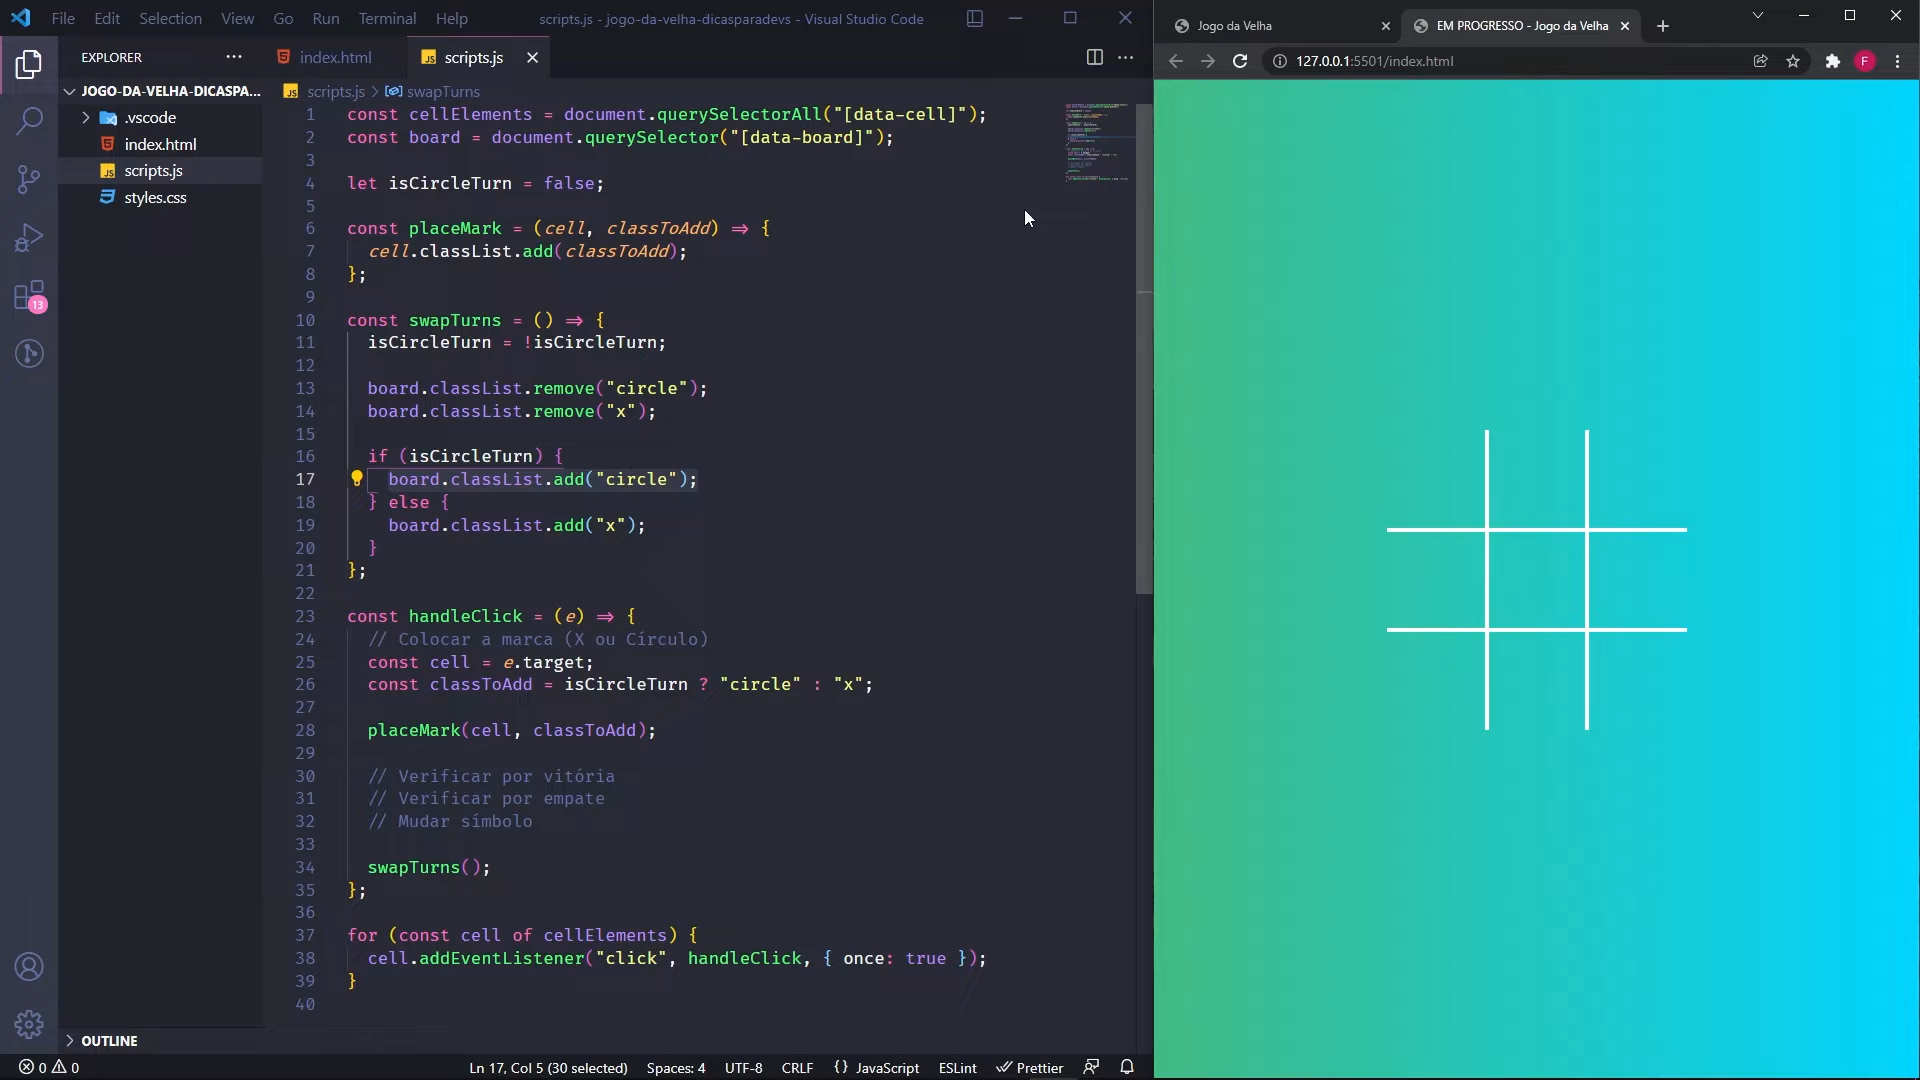 File Edit Selection View Go Run Terminal Help
scripts.js - jogo-da-velha-dicasparadevs - Visual Studio Code
EXPLORER
index.html
scripts.js
JOGO-DA-VELHA-DICASPA...
.vscode
index.html
scripts.js
styles.css
13
OUTLINE
scripts.js > swapTurns
1 const cellElements = document.querySelectorAll("[data-cell]");
2 const board = document.querySelector("[data-board]");
3
4 let isCircleTurn = false;
5
6 const placeMark = (cell, classToAdd) => {
7 cell.classList.add(classToAdd);
8 };
9
10 const swapTurns = () => {
11 isCircleTurn = !isCircleTurn;
12
13 board.classList.remove("circle");
14 board.classList.remove("x");
15
16 if (isCircleTurn) {
17 board.classList.add("circle");
18 } else {
19 board.classList.add("x");
20 }
21 };
22
23 const handleClick = (e) => {
24 // Colocar a marca (X ou Círculo)
25 const cell = e.target;
26 const classToAdd = isCircleTurn ? "circle" : "x";
27
28 placeMark(cell, classToAdd);
29
30 // Verificar por vitória
31 // Verificar por empate
32 // Mudar símbolo
33
34 swapTurns();
35 };
36
37 for (const cell of cellElements) {
38 cell.addEventListener("click", handleClick, { once: true });
39 }
40
0 0
Ln 17, Col 5 (30 selected) Spaces: 4 UTF-8 CRLF {} JavaScript ESLint Prettier
Jogo da Velha
EM PROGRESSO - Jogo da Velha
127.0.0.1:5501/index.html
F